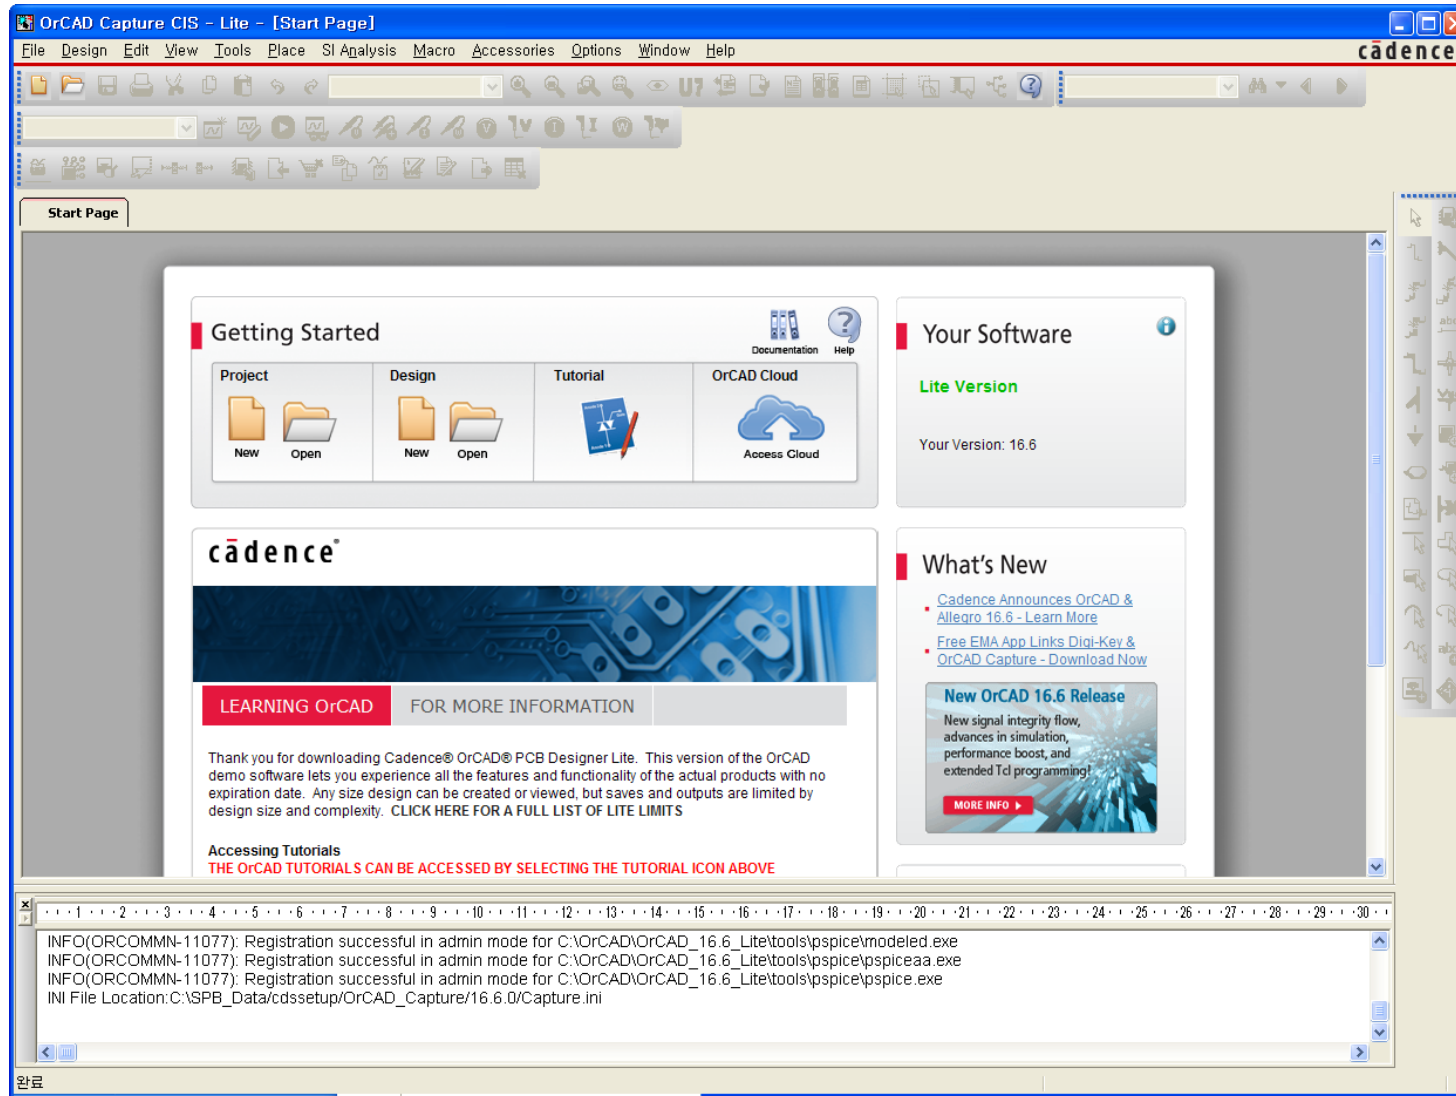 OrCAD Capture CIS - Lite - [Start Page]
File Design Edit View Tools Place SI Analysis Macro Accessories Options Window Help
cādence
U?
V
V
I
I
W
Start Page
Getting Started
Documentation
Help
Project
Design
Tutorial
OrCAD Cloud
New
Open
New
Open
Access Cloud
Your Software
Lite Version
Your Version: 16.6
cādence®
LEARNING OrCAD
FOR MORE INFORMATION
Thank you for downloading Cadence® OrCAD® PCB Designer Lite. This version of the OrCAD
demo software lets you experience all the features and functionality of the actual products with no
expiration date. Any size design can be created or viewed, but saves and outputs are limited by
design size and complexity. CLICK HERE FOR A FULL LIST OF LITE LIMITS
Accessing Tutorials
THE OrCAD TUTORIALS CAN BE ACCESSED BY SELECTING THE TUTORIAL ICON ABOVE
What's New
Cadence Announces OrCAD &
Allegro 16.6 - Learn More
Free EMA App Links Digi-Key &
OrCAD Capture - Download Now
New OrCAD 16.6 Release
New signal integrity flow,
advances in simulation,
performance boost, and
extended Tcl programming!
MORE INFO
1 2 3 4 5 6 7 8 9 10 11 12 13 14 15 16 17 18 19 20 21 22 23 24 25 26 27 28 29 30
INFO(ORCOMMN-11077): Registration successful in admin mode for C:\OrCAD\OrCAD_16.6_Lite\tools\pspice\modeled.exe
INFO(ORCOMMN-11077): Registration successful in admin mode for C:\OrCAD\OrCAD_16.6_Lite\tools\pspice\pspiceaa.exe
INFO(ORCOMMN-11077): Registration successful in admin mode for C:\OrCAD\OrCAD_16.6_Lite\tools\pspice\pspice.exe
INI File Location:C:\SPB_Data/cdssetup/OrCAD_Capture/16.6.0/Capture.ini
완료